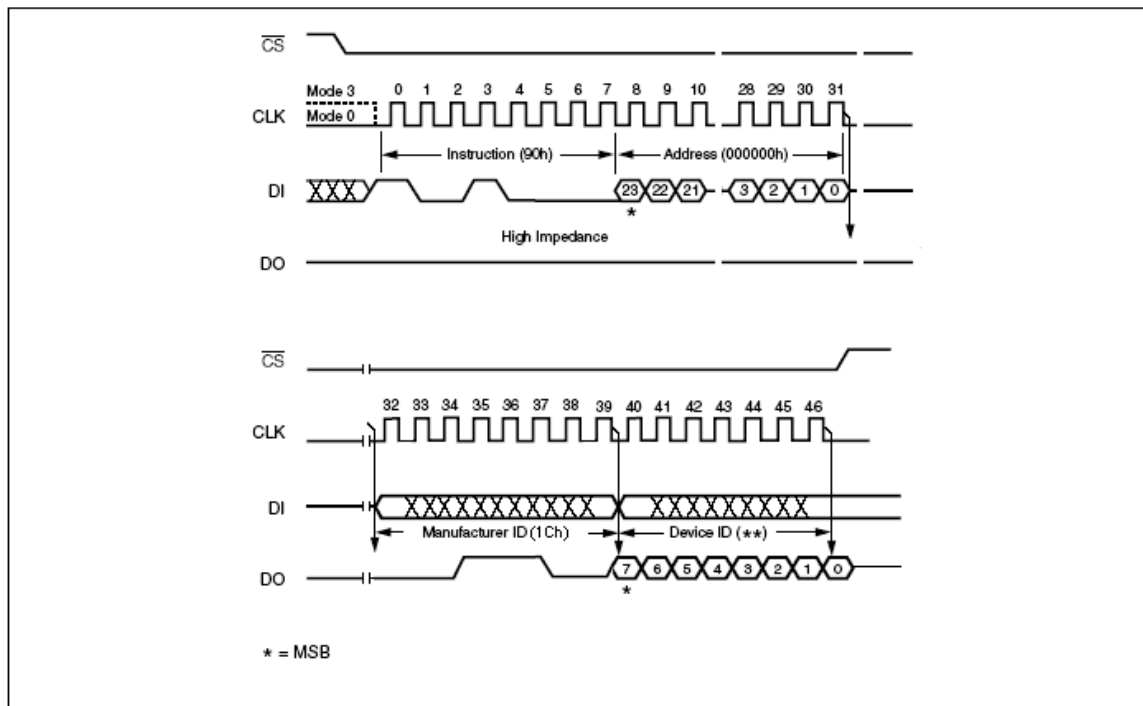 CS
Mode 3
0 1 2 3 4 5 6 7 8 9 10 28 29 30 31
CLK
Mode 0
Instruction (90h)
Address (000000h)
DI
23 22 21 3 2 1 0
*
High Impedance
DO
CS
32 33 34 35 36 37 38 39 40 41 42 43 44 45 46
CLK
DI
Manufacturer ID (1Ch)
Device ID (**)
DO
7 6 5 4 3 2 1 0
*
* = MSB